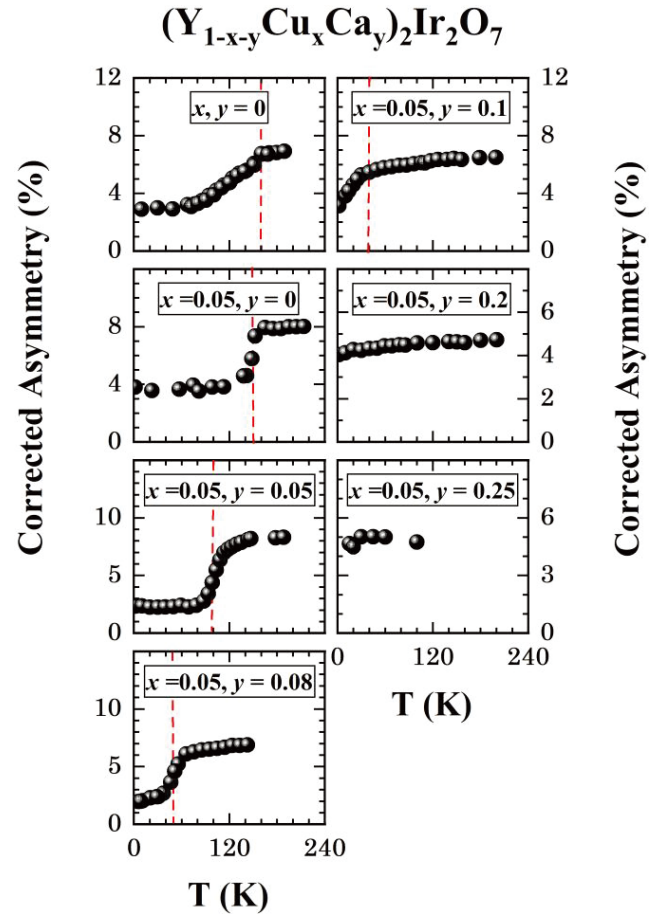 (Y1-x-yCuxCay)2Ir2O7
Corrected Asymmetry (%)
12
8
4
0
x, y = 0
x =0.05, y = 0.1
12
8
4
0
Corrected Asymmetry (%)
8
4
0
x =0.05, y = 0
x =0.05, y = 0.2
6
4
2
0
10
5
0
x =0.05, y = 0.05
x =0.05, y = 0.25
6
3
0
0 120 240
T (K)
10
5
0
x =0.05, y = 0.08
0 120 240
T (K)